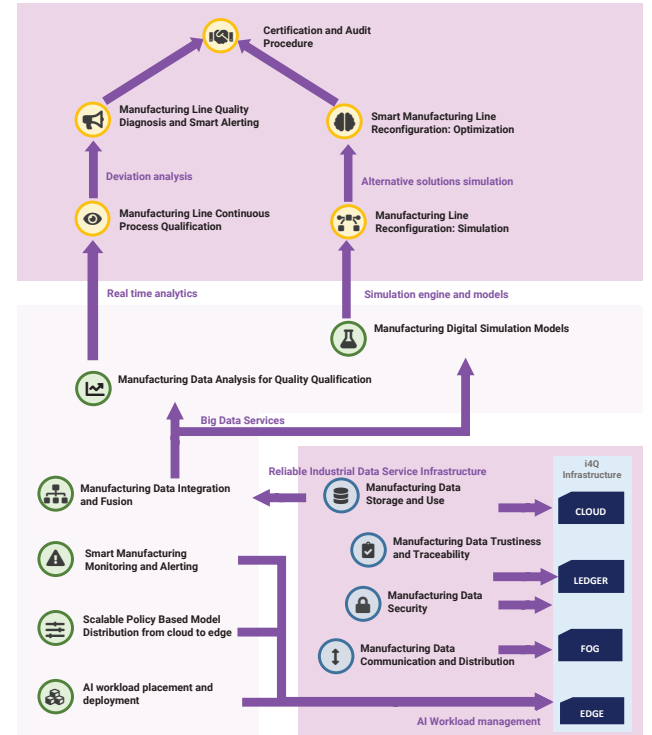 Certification and Audit
Procedure
Manufacturing Line Quality
Diagnosis and Smart Alerting
Smart Manufacturing Line
Reconfiguration: Optimization
Deviation analysis
Alternative solutions simulation
Manufacturing Line Continuous
Process Qualification
Manufacturing Line
Reconfiguration: Simulation
Real time analytics
Simulation engine and models
Manufacturing Digital Simulation Models
Manufacturing Data Analysis for Quality Qualification
Big Data Services
Reliable Industrial Data Service Infrastructure
i4Q
Infrastructure
Manufacturing Data Integration
and Fusion
Manufacturing Data
Storage and Use
CLOUD
Smart Manufacturing
Monitoring and Alerting
Manufacturing Data Trustiness
and Traceability
LEDGER
Manufacturing Data
Security
Scalable Policy Based Model
Distribution from cloud to edge
Manufacturing Data
Communication and Distribution
FOG
AI workload placement and
deployment
EDGE
AI Workload management